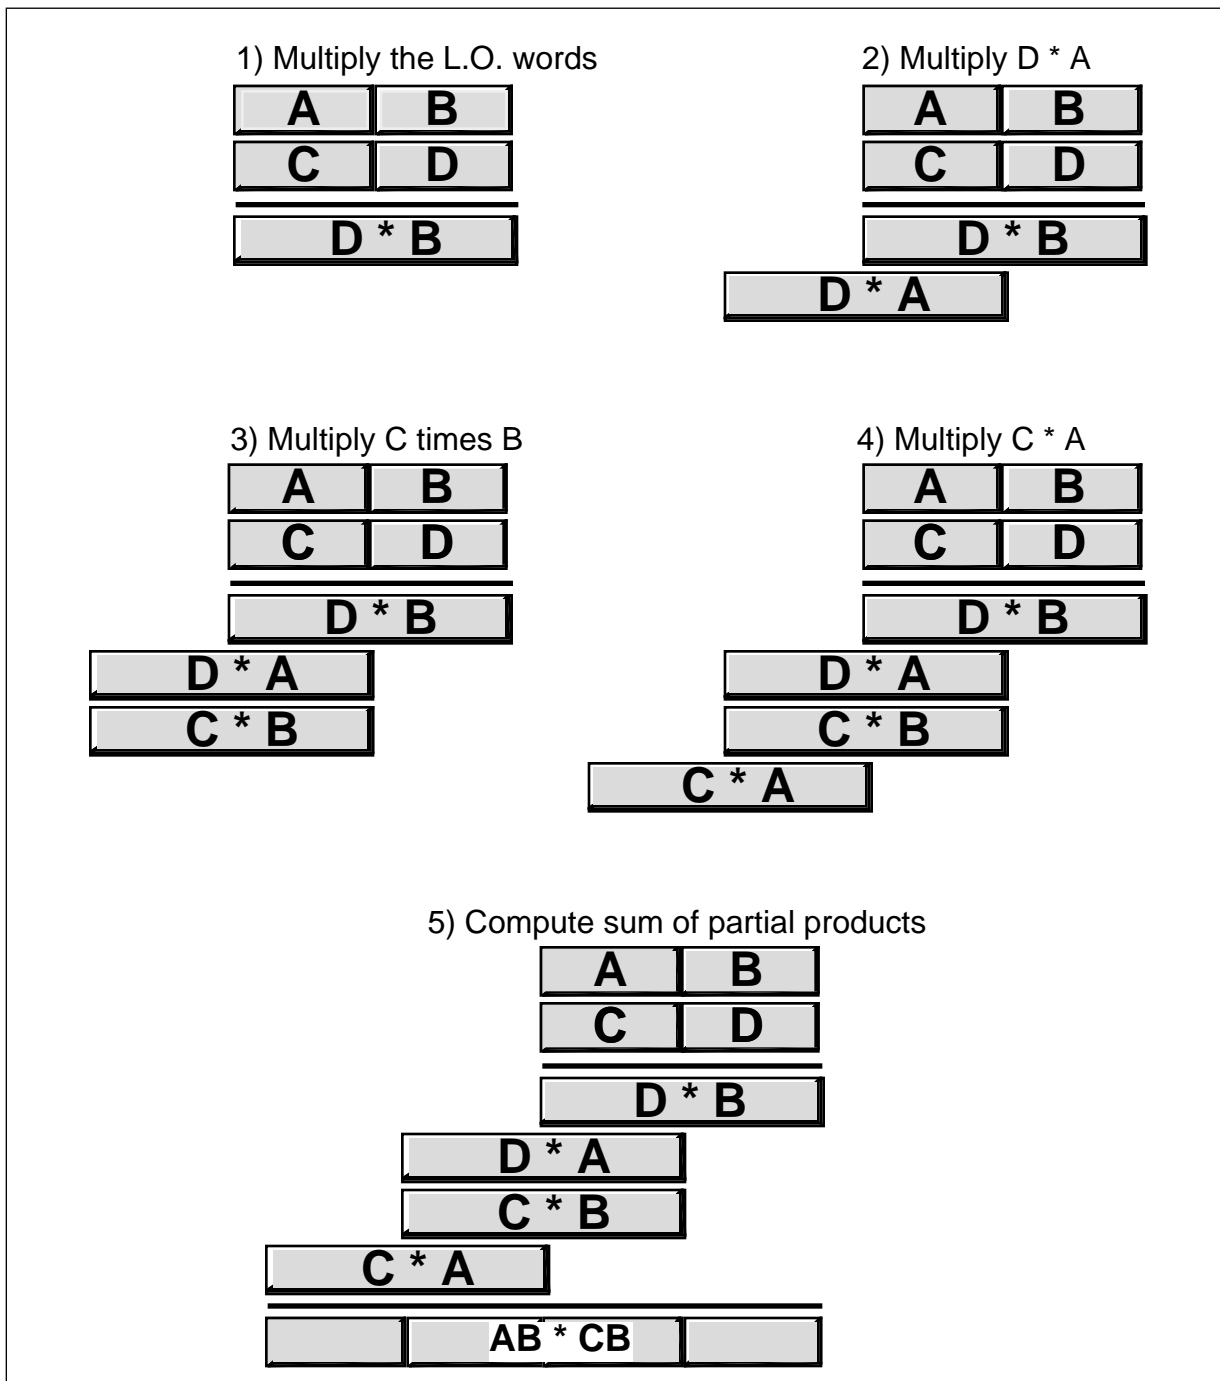 1) Multiply the L.O. words
A B
C D
D * B
2) Multiply D * A
A B
C D
D * B
D * A
3) Multiply C times B
A B
C D
D * B
D * A
C * B
4) Multiply C * A
A B
C D
D * B
D * A
C * B
C * A
5) Compute sum of partial products
A B
C D
D * B
D * A
C * B
C * A
AB * CB